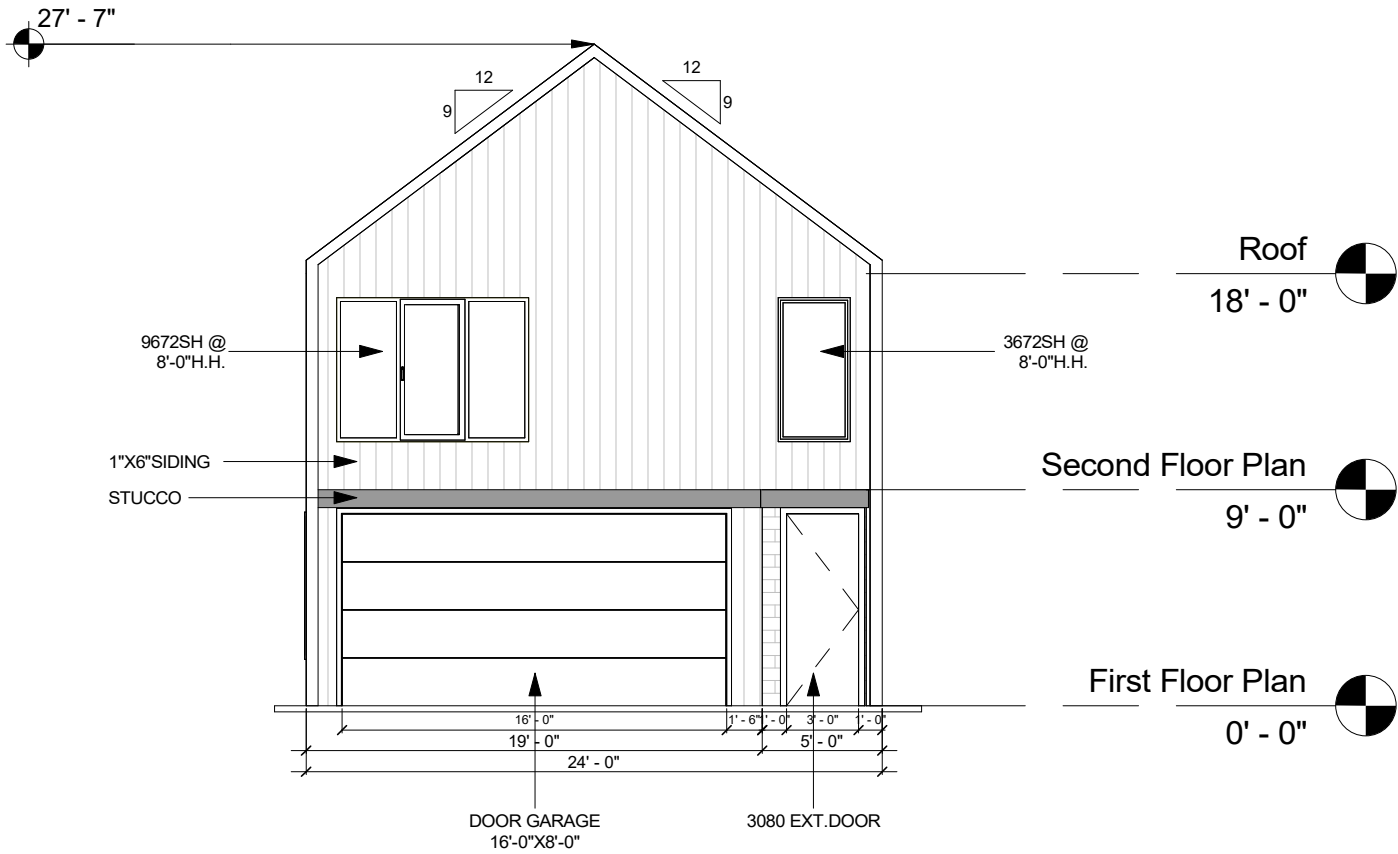 27' - 7"
12
9
12
9
Roof
18' - 0"
9672SH @
8'-0"H.H.
3672SH @
8'-0"H.H.
1"X6"SIDING
STUCCO
Second Floor Plan
9' - 0"
First Floor Plan
0' - 0"
16' - 0"
1' - 6"
' - 0"
3' - 0"
1' - 0"
19' - 0"
5' - 0"
24' - 0"
DOOR GARAGE
16'-0"X8'-0"
3080 EXT.DOOR